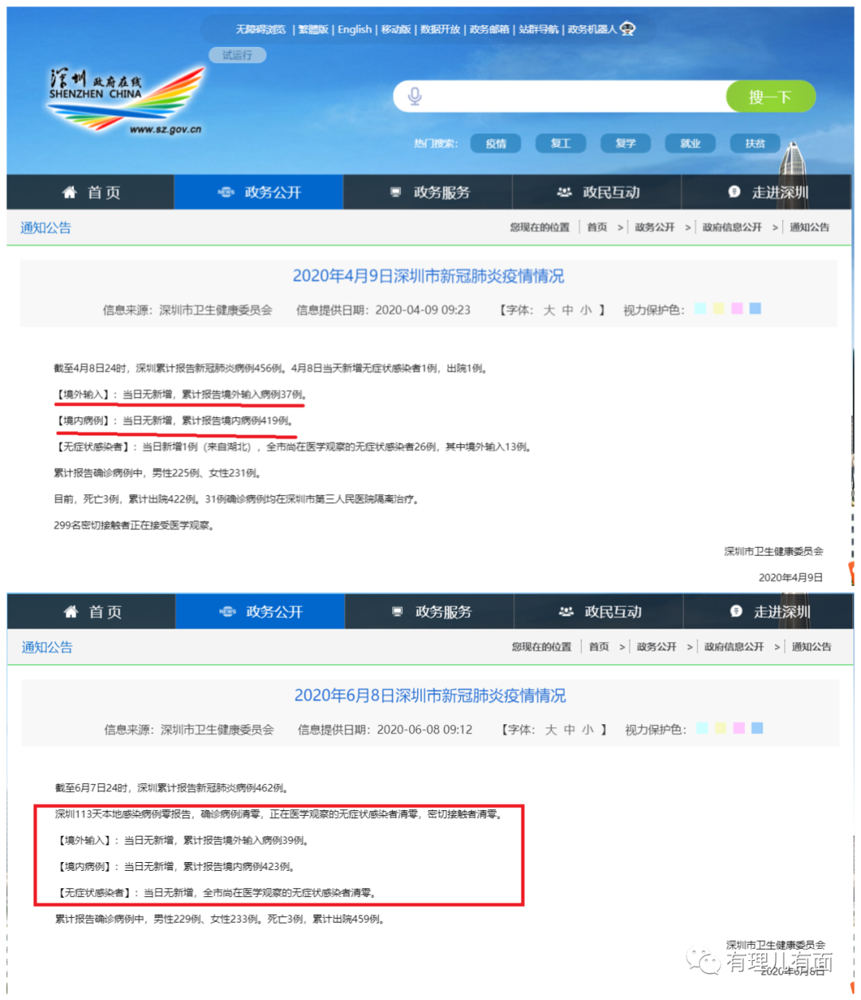 无障碍浏览 | 繁體版 | English | 移动版 | 数据开放 | 政务邮箱 | 站群导航 | 政务机器人
试运行
深圳 政府在线
SHENZHEN CHINA
www.sz.gov.cn
搜一下
热门搜索： 疫情 复工 复学 就业 扶贫
首 页 NEWS 政务公开 政务服务 政民互动 走进深圳
通知公告 您现在的位置 首页 > 政务公开 > 政府信息公开 > 通知公告
2020年4月9日深圳市新冠肺炎疫情情况
信息来源：深圳市卫生健康委员会 信息提供日期：2020-04-09 09:23 【字体： 大 中 小 】 视力保护色：
截至4月8日24时，深圳累计报告新冠肺炎病例456例。4月8日当天新增无症状感染者1例，出院1例。
【境外输入】：当日无新增，累计报告境外输入病例37例。
【境内病例】：当日无新增，累计报告境内病例419例。
【无症状感染者】：当日新增1例（来自湖北），全市尚在医学观察的无症状感染者26例，其中境外输入13例。
累计报告确诊病例中，男性225例、女性231例。
目前，死亡3例，累计出院422例。31例确诊病例均在深圳市第三人民医院隔离治疗。
299名密切接触者正在接受医学观察。
深圳市卫生健康委员会
2020年4月9日
首 页 NEWS 政务公开 政务服务 政民互动 走进深圳
通知公告 您现在的位置 首页 > 政务公开 > 政府信息公开 > 通知公告
2020年6月8日深圳市新冠肺炎疫情情况
信息来源：深圳市卫生健康委员会 信息提供日期：2020-06-08 09:12 【字体： 大 中 小 】 视力保护色：
截至6月7日24时，深圳累计报告新冠肺炎病例462例。
深圳113天本地感染病例零报告，确诊病例清零，正在医学观察的无症状感染者清零，密切接触者清零。
【境外输入】：当日无新增，累计报告境外输入病例39例。
【境内病例】：当日无新增，累计报告境内病例423例。
【无症状感染者】：当日无新增，全市尚在医学观察的无症状感染者清零。
累计报告确诊病例中，男性229例、女性233例。死亡3例，累计出院459例。
深圳市卫生健康委员会
有理儿有面
2020年6月8日